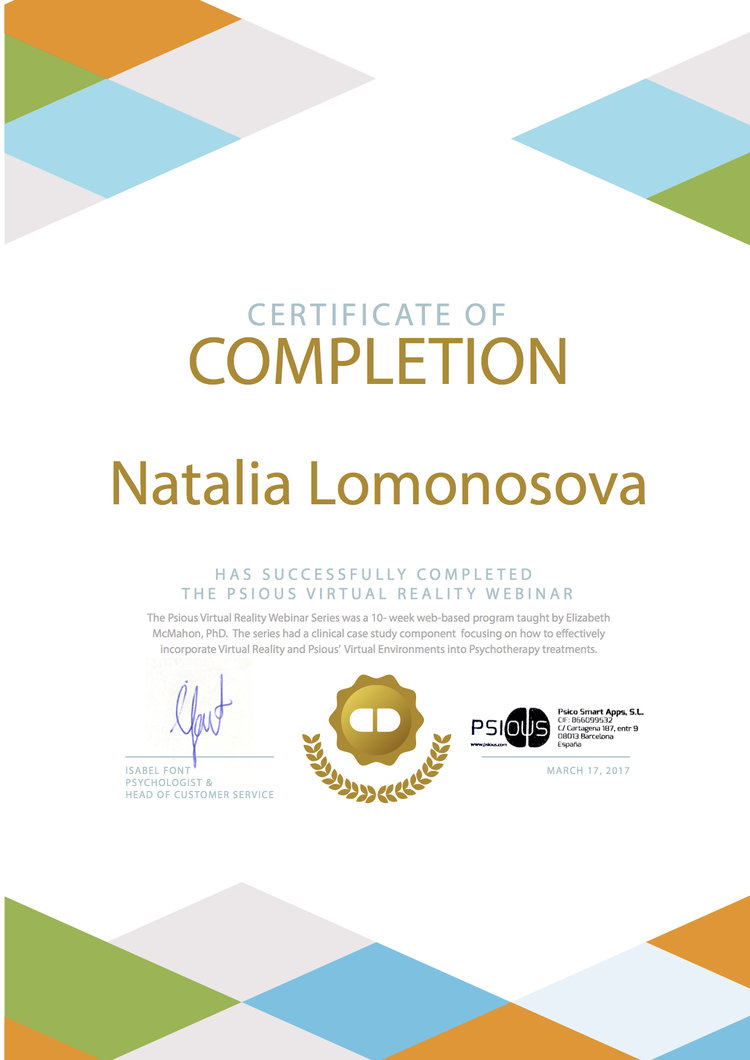 CERTIFICATE OF
COMPLETION
Natalia Lomonosova
HAS SUCCESSFULLY COMPLETED
THE PSIOUS VIRTUAL REALITY WEBINAR
The Psious Virtual Reality Webinar Series was a 10- week web-based program taught by Elizabeth
McMahon, PhD. The series had a clinical case study component focusing on how to effectively
incorporate Virtual Reality and Psious' Virtual Environments into Psychotherapy treatments.
PSIOUS
www.psious.com
Psico Smart Apps, S.L.
CIF: B66099532
C/ Cartagena 187, entr 9
08013 Barcelona
España
ISABEL FONT
PSYCHOLOGIST &
HEAD OF CUSTOMER SERVICE
MARCH 17, 2017